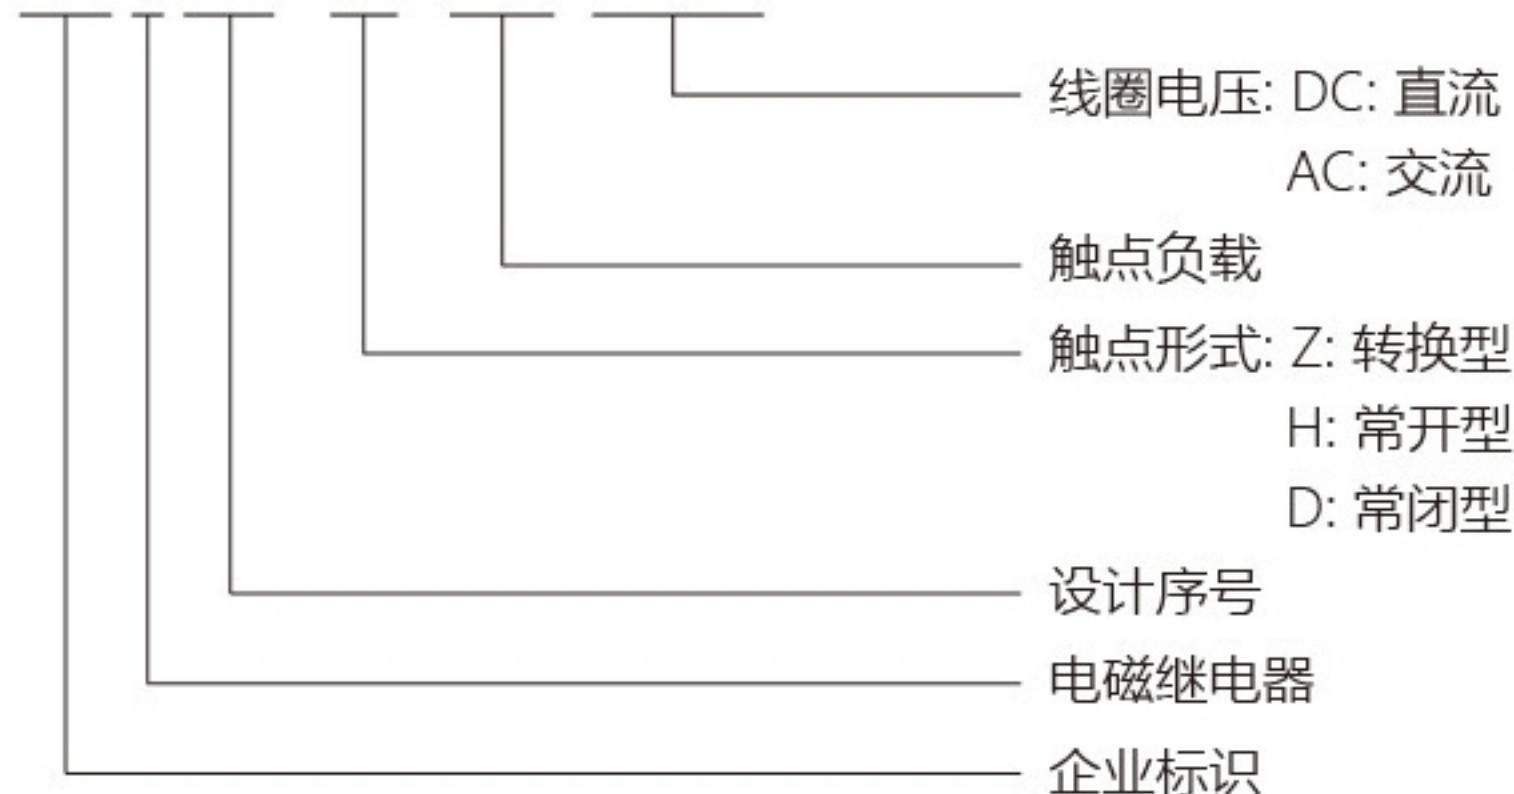 线圈电压: DC: 直流
AC: 交流
触点负载
触点形式: Z: 转换型
H: 常开型
D: 常闭型
设计序号
电磁继电器
企业标识